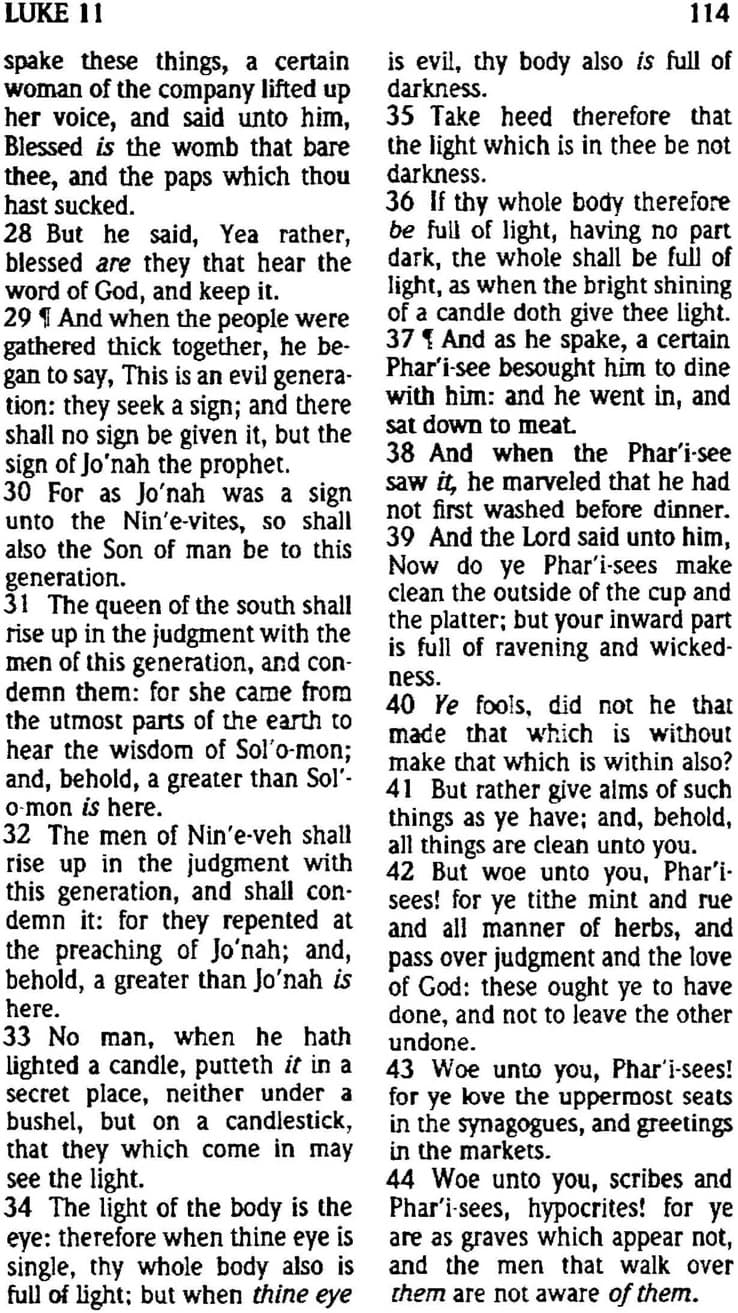 LUKE 11
114
spake these things, a certain
woman of the company lifted up
her voice, and said unto him,
Blessed is the womb that bare
thee, and the paps which thou
hast sucked.
28 But he said, Yea rather,
blessed are they that hear the
word of God, and keep it.
29 ¶ And when the people were
gathered thick together, he be-
gan to say, This is an evil genera-
tion: they seek a sign; and there
shall no sign be given it, but the
sign of Jo'nah the prophet.
30 For as Jo'nah was a sign
unto the Nin'e-vites, so shall
also the Son of man be to this
generation.
31 The queen of the south shall
rise up in the judgment with the
men of this generation, and con-
demn them: for she came from
the utmost parts of the earth to
hear the wisdom of Sol'o-mon;
and, behold, a greater than Sol'-
o-mon is here.
32 The men of Nin'e-veh shall
rise up in the judgment with
this generation, and shall con-
demn it: for they repented at
the preaching of Jo'nah; and,
behold, a greater than Jo'nah is
here.
33 No man, when he hath
lighted a candle, putteth it in a
secret place, neither under a
bushel, but on a candlestick,
that they which come in may
see the light.
34 The light of the body is the
eye: therefore when thine eye is
single, thy whole body also is
full of light; but when thine eye
is evil, thy body also is full of
darkness.
35 Take heed therefore that
the light which is in thee be not
darkness.
36 If thy whole body therefore
be full of light, having no part
dark, the whole shall be full of
light, as when the bright shining
of a candle doth give thee light.
37 ¶ And as he spake, a certain
Phar'i-see besought him to dine
with him: and he went in, and
sat down to meat.
38 And when the Phar'i-see
saw it, he marveled that he had
not first washed before dinner.
39 And the Lord said unto him,
Now do ye Phar'i-sees make
clean the outside of the cup and
the platter; but your inward part
is full of ravening and wicked-
ness.
40 Ye fools, did not he that
made that which is without
make that which is within also?
41 But rather give alms of such
things as ye have; and, behold,
all things are clean unto you.
42 But woe unto you, Phar'i-
sees! for ye tithe mint and rue
and all manner of herbs, and
pass over judgment and the love
of God: these ought ye to have
done, and not to leave the other
undone.
43 Woe unto you, Phar'i-sees!
for ye love the uppermost seats
in the synagogues, and greetings
in the markets.
44 Woe unto you, scribes and
Phar'i-sees, hypocrites! for ye
are as graves which appear not,
and the men that walk over
them are not aware of them.